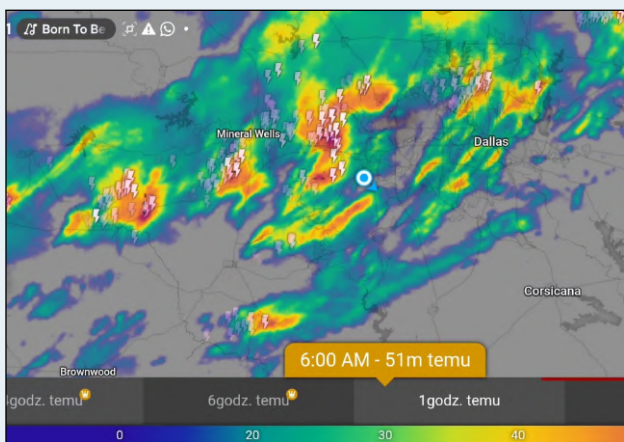 1 Born To Be
Mineral Wells
Dallas
Corsicana
6:00 AM - 51m temu
Brownwood
godz. temu
6godz. temu
1godz. temu
0 20 30 40